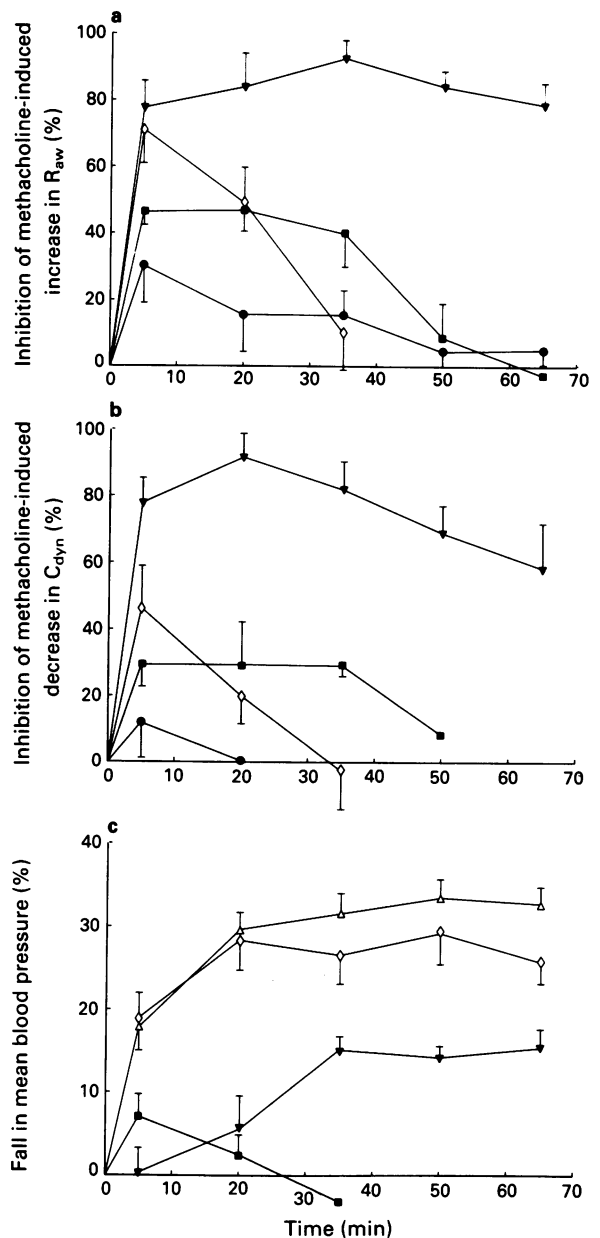 a
Inhibition of methacholine-induced
increase in Raw (%)
100
80
60
40
20
0
0 10 20 30 40 50 60 70
b
Inhibition of methacholine-induced
decrease in Cdyn (%)
100
80
60
40
20
0
0 10 20 30 40 50 60 70
c
Fall in mean blood pressure (%)
40
30
20
10
0
0 10 20 30 40 50 60 70
Time (min)